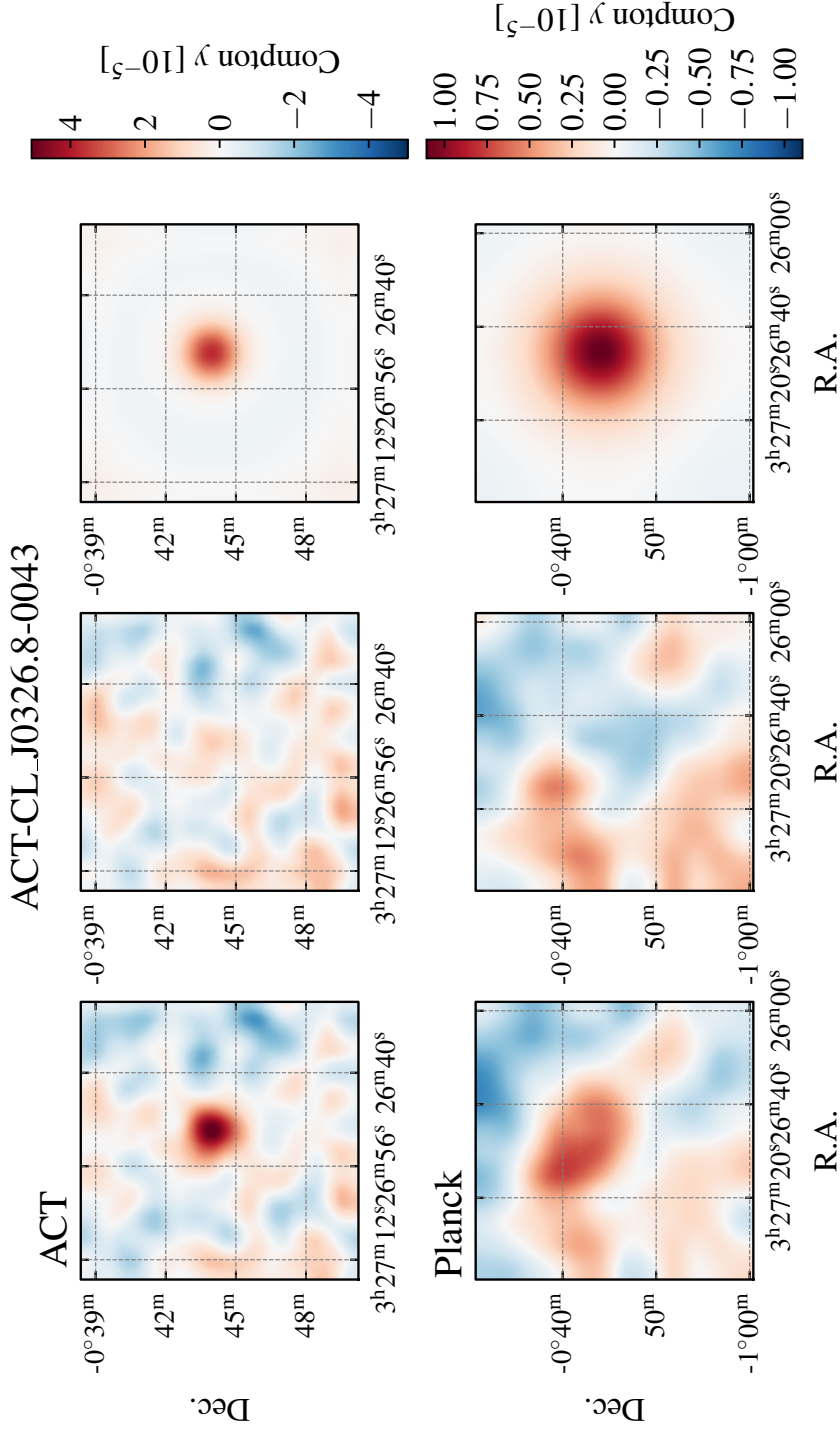 ACT-CL_J0326.8-0043
ACT
Dec.
-0°39ᵐ
42ᵐ
45ᵐ
48ᵐ
3ʰ27ᵐ12ˢ26ᵐ56ˢ 26ᵐ40ˢ
-0°39ᵐ
42ᵐ
45ᵐ
48ᵐ
3ʰ27ᵐ12ˢ26ᵐ56ˢ 26ᵐ40ˢ
-0°39ᵐ
42ᵐ
45ᵐ
48ᵐ
3ʰ27ᵐ12ˢ26ᵐ56ˢ 26ᵐ40ˢ
4
2
0
−2
−4
Compton y [10⁻⁵]
Planck
Dec.
-0°40ᵐ
50ᵐ
-1°00ᵐ
3ʰ27ᵐ20ˢ26ᵐ40ˢ 26ᵐ00ˢ
R.A.
-0°40ᵐ
50ᵐ
-1°00ᵐ
3ʰ27ᵐ20ˢ26ᵐ40ˢ 26ᵐ00ˢ
R.A.
-0°40ᵐ
50ᵐ
-1°00ᵐ
3ʰ27ᵐ20ˢ26ᵐ40ˢ 26ᵐ00ˢ
R.A.
1.00
0.75
0.50
0.25
0.00
−0.25
−0.50
−0.75
−1.00
Compton y [10⁻⁵]